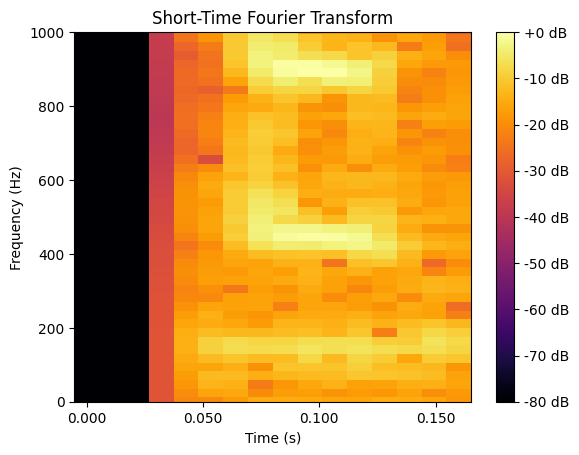 Short-Time Fourier Transform
1000
800
600
400
200
0
Frequency (Hz)
0.000
0.050
0.100
0.150
Time (s)
+0 dB
-10 dB
-20 dB
-30 dB
-40 dB
-50 dB
-60 dB
-70 dB
-80 dB